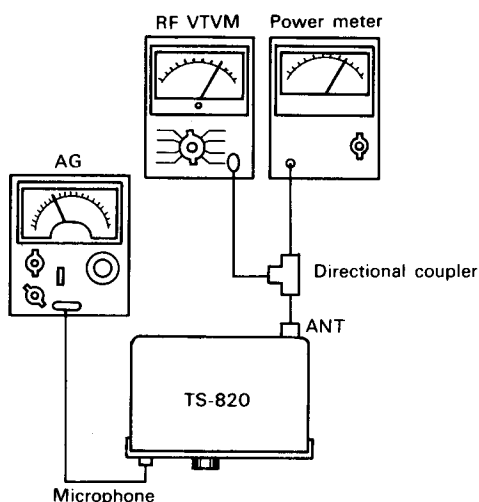 RF VTVM
Power meter
AG
Directional coupler
ANT
TS-820
Microphone